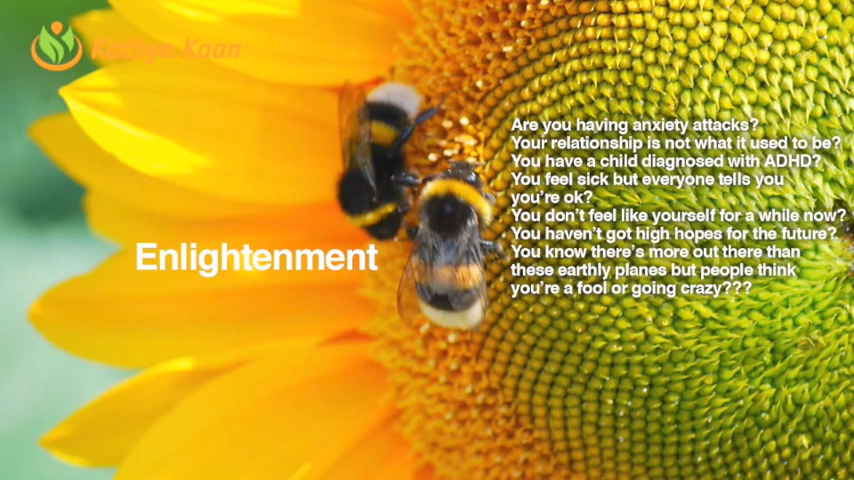 Kathya Kaan
Enlightenment
Are you having anxiety attacks?
Your relationship is not what it used to be?
You have a child diagnosed with ADHD?
You feel sick but everyone tells you
you're ok?
You don't feel like yourself for a while now?
You haven't got high hopes for the future?
You know there's more out there than
these earthly planes but people think
you're a fool or going crazy???